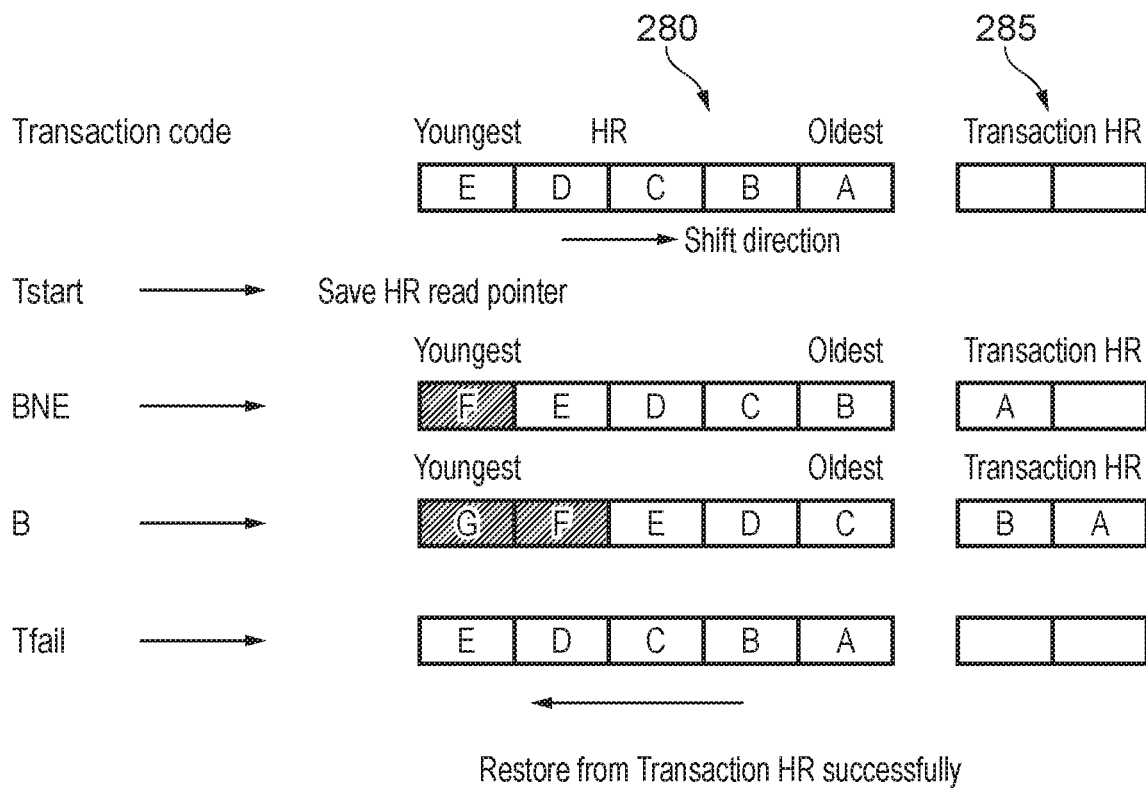 280 285
Transaction code Youngest HR Oldest Transaction HR
E D C B A
Shift direction
Tstart Save HR read pointer
Youngest Oldest Transaction HR
BNE F E D C B A
Youngest Oldest Transaction HR
B G F E D C B A
Tfail E D C B A
Restore from Transaction HR successfully